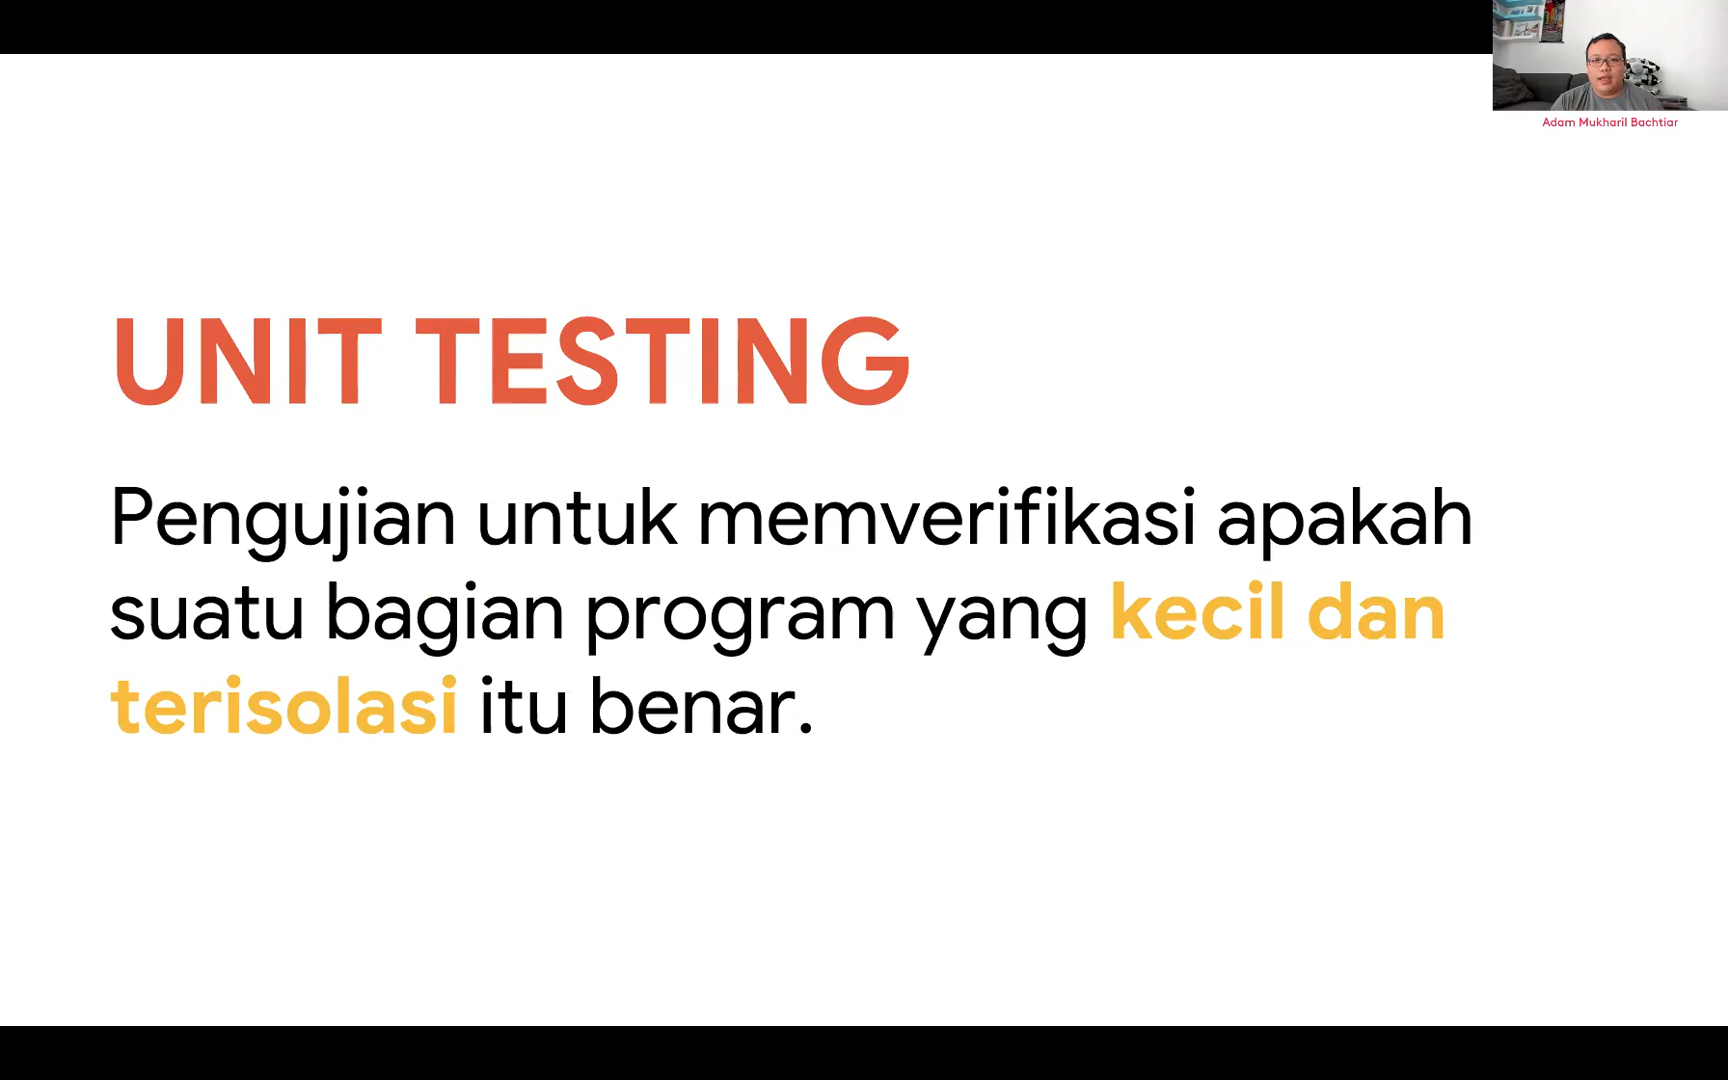 Adam Mukharil Bachtiar
UNIT TESTING
Pengujian untuk memverifikasi apakah
suatu bagian program yang kecil dan
terisolasi itu benar.